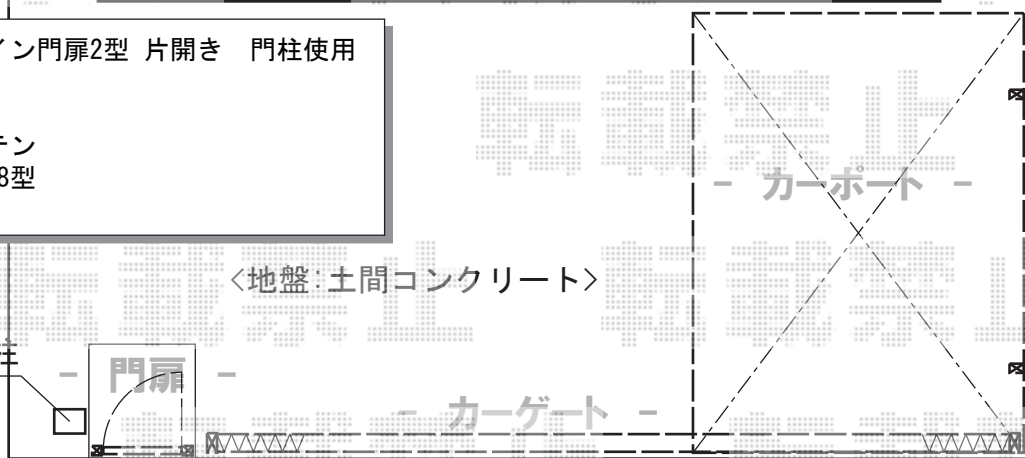 イン門扉2型 片開き 門柱使用
テン
8型
- カーポート -
<地盤:土間コンクリート>
柱
- 門扉 -
- カーゲート -
転載禁止
転載禁止
転載禁止